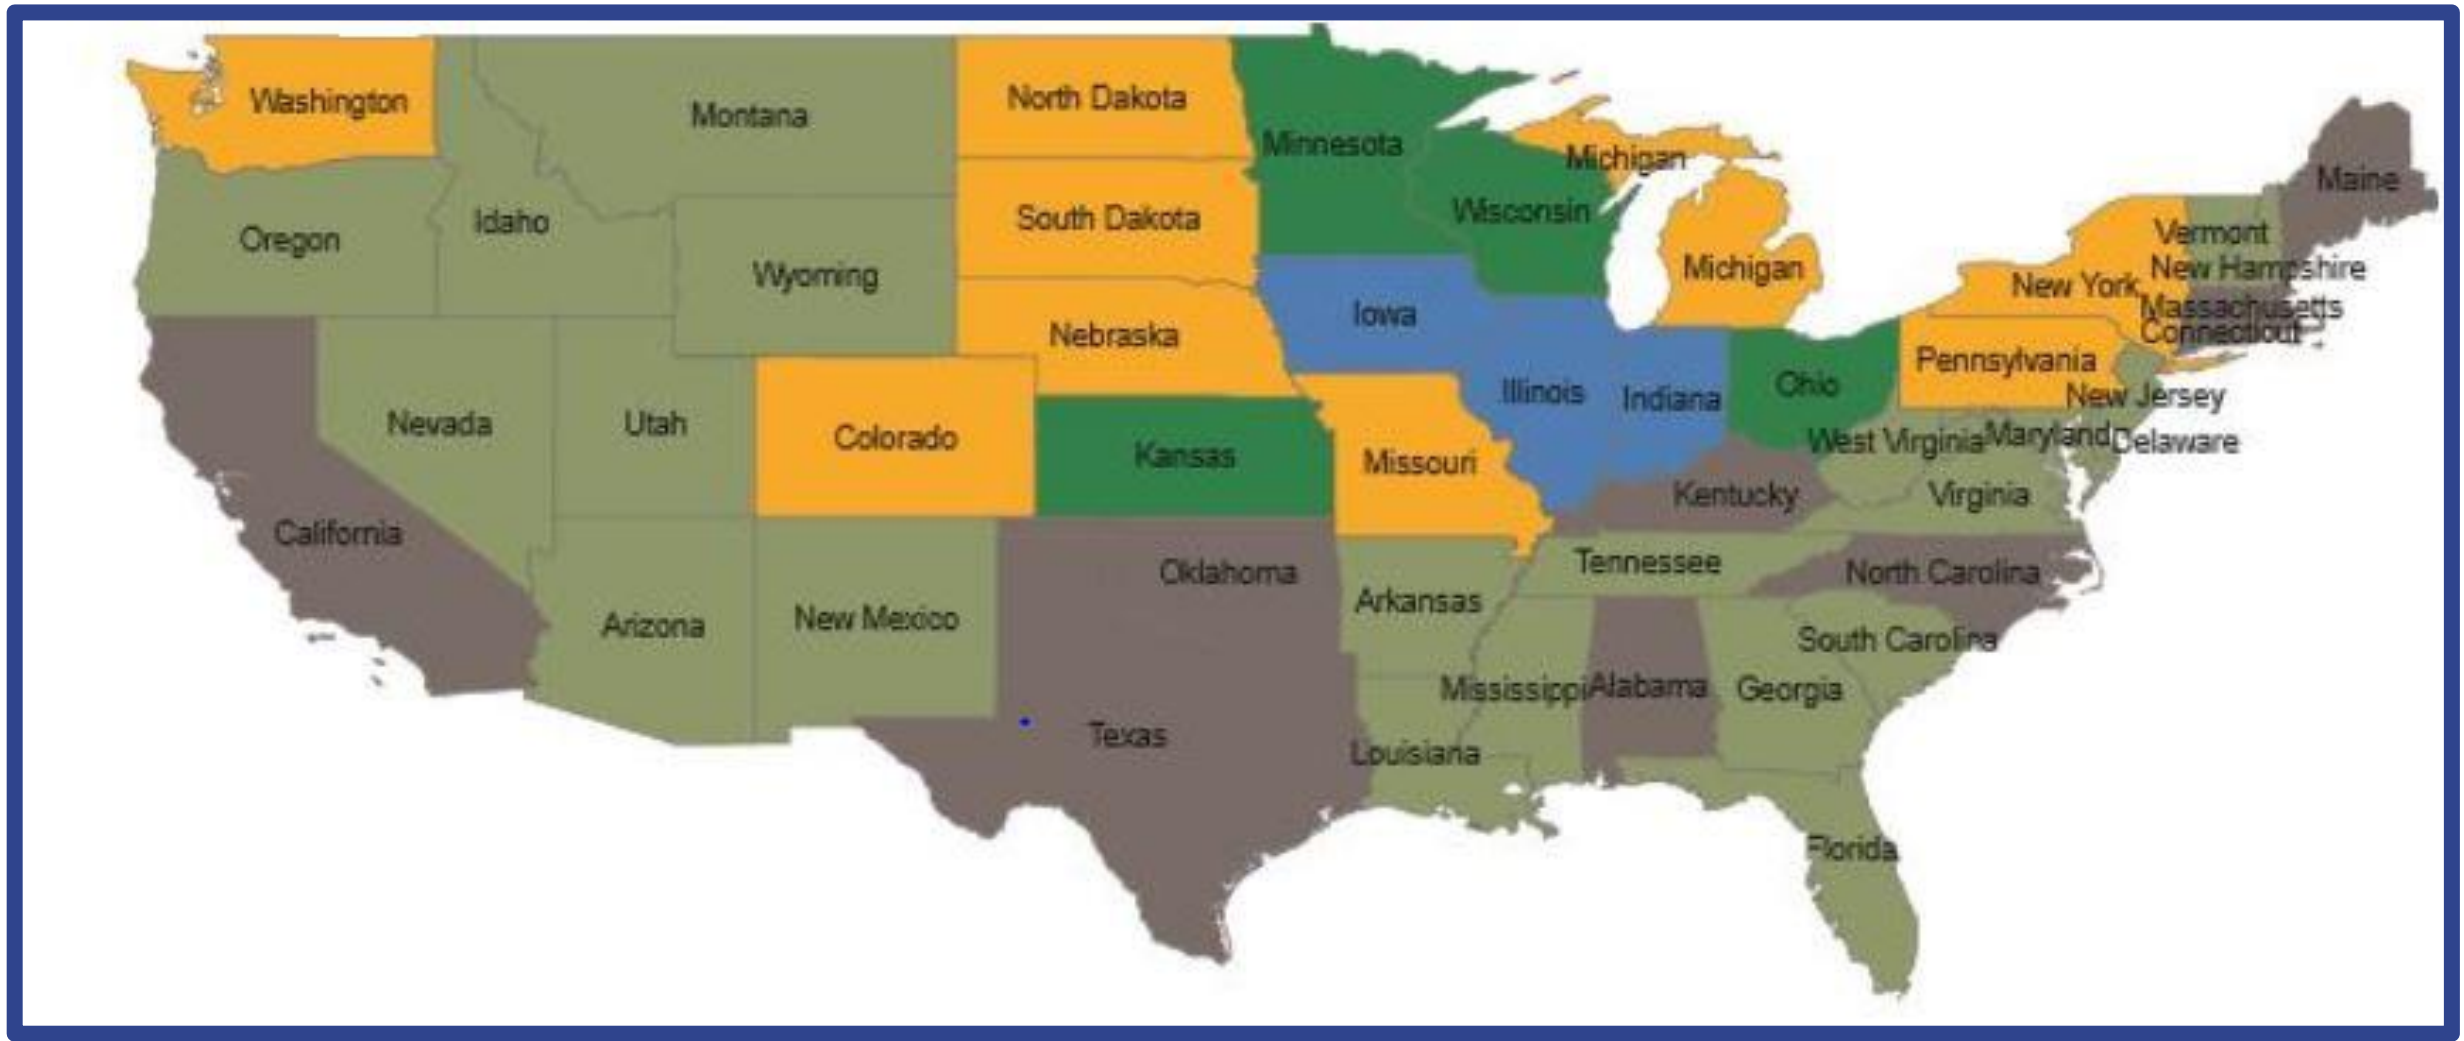 Washington
Montana
North Dakota
Minnesota
Michigan
Maine
Oregon
Idaho
South Dakota
Wisconsin
Vermont
Wyoming
Michigan
New Hampshire
New York
Massachusetts
Iowa
Connecticut
Nebraska
Pennsylvania
Nevada
Utah
Colorado
Kansas
Illinois
Indiana
Ohio
New Jersey
Missouri
West Virginia
Maryland
Delaware
Kentucky
Virginia
California
Oklahoma
Tennessee
North Carolina
Arizona
New Mexico
Arkansas
South Carolina
Mississippi
Alabama
Georgia
Texas
Louisiana
Florida